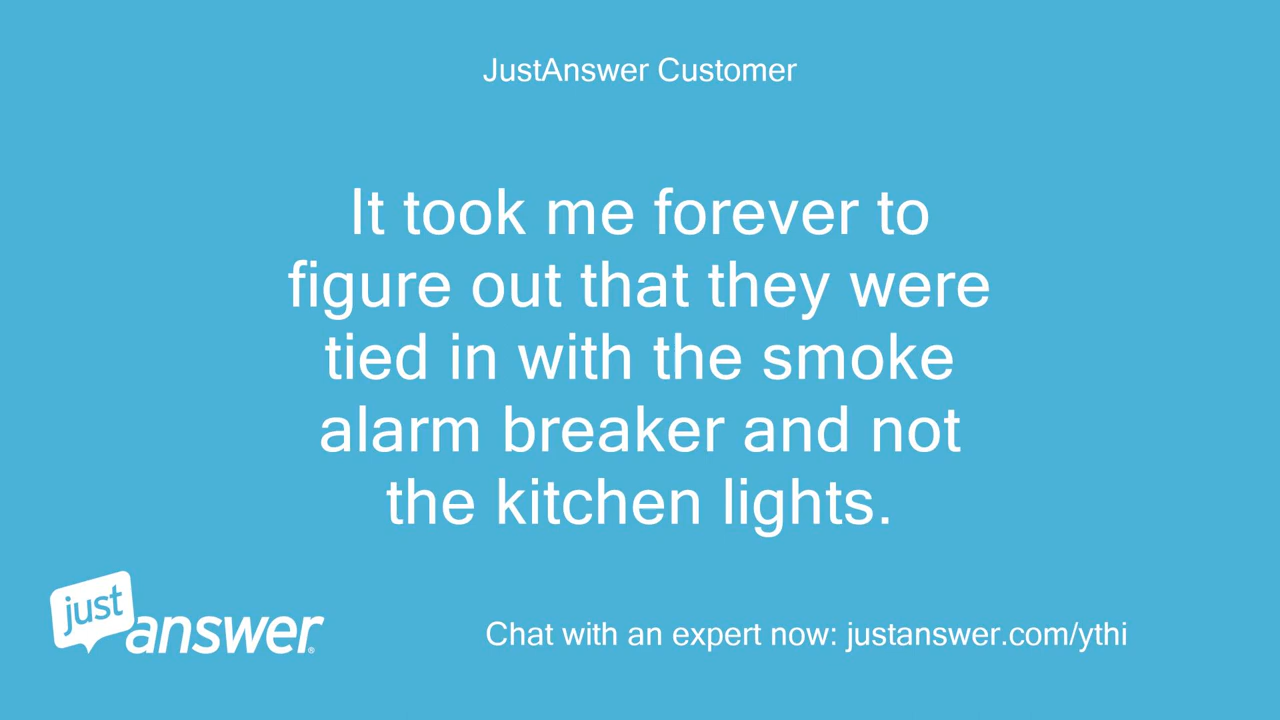 JustAnswer Customer
It took me forever to
figure out that they were
tied in with the smoke
alarm breaker and not
the kitchen lights.
just
answer®
Chat with an expert now: justanswer.com/ythi